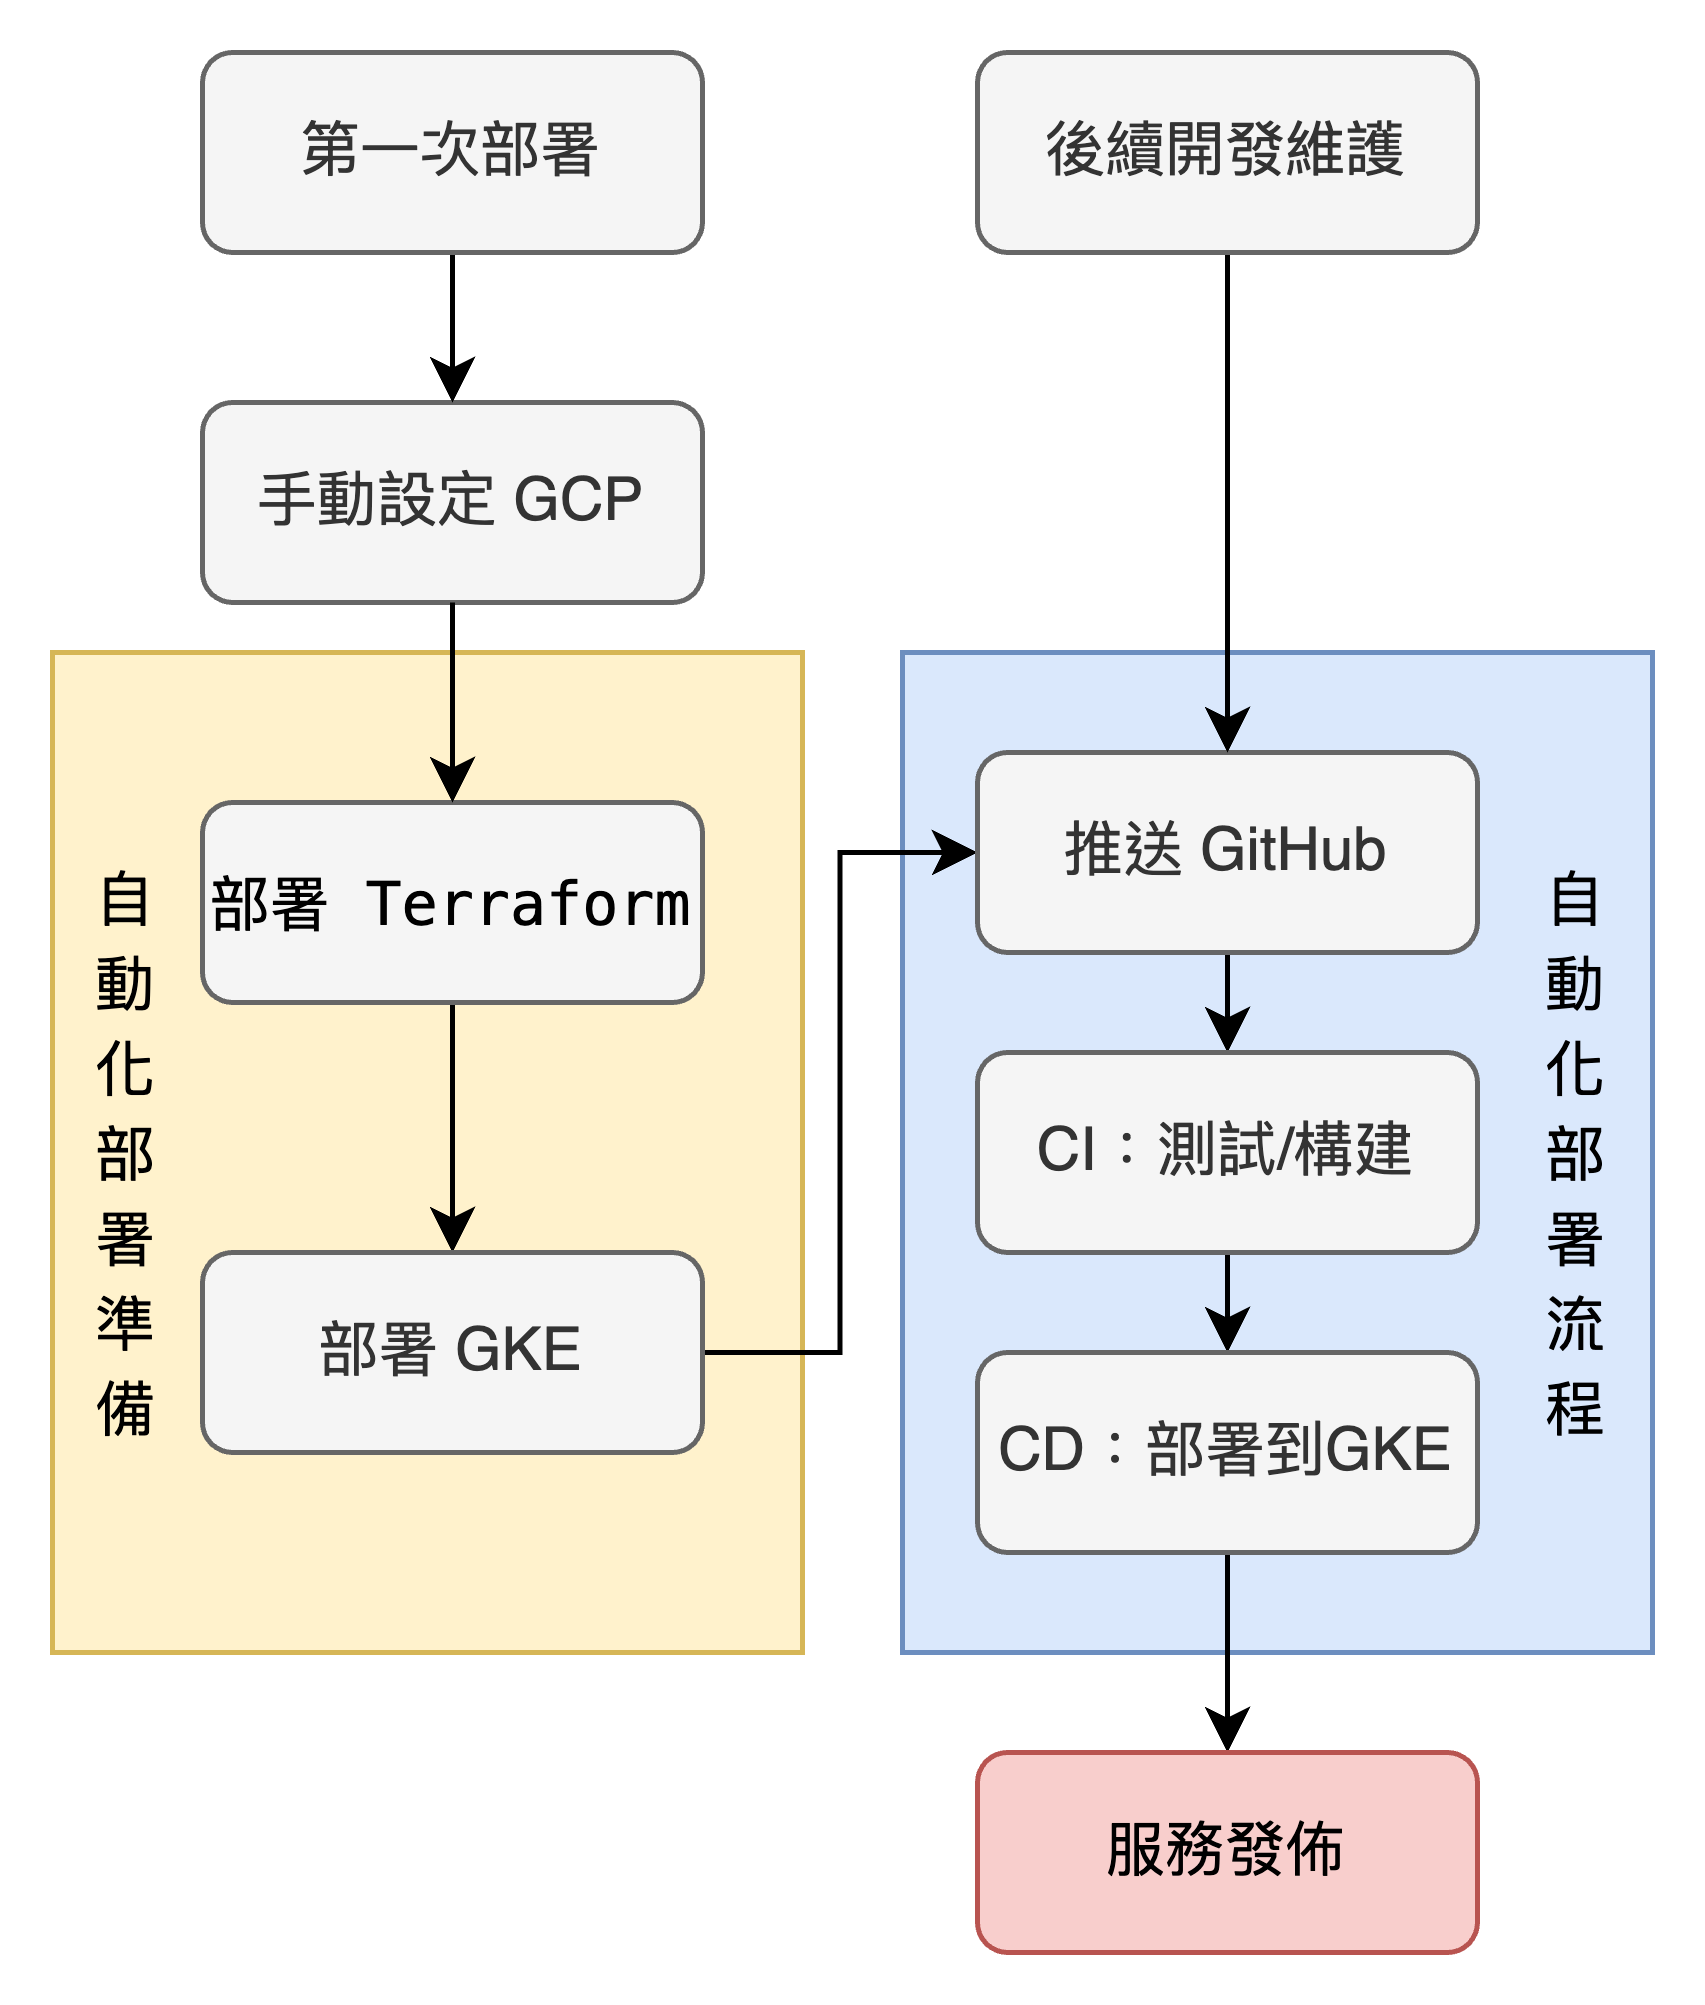 第一次部署
後續開發維護
手動設定 GCP
自動化部署準備
部署 Terraform
部署 GKE
推送 GitHub
CI：測試/構建
CD：部署到GKE
自動化部署流程
服務發佈